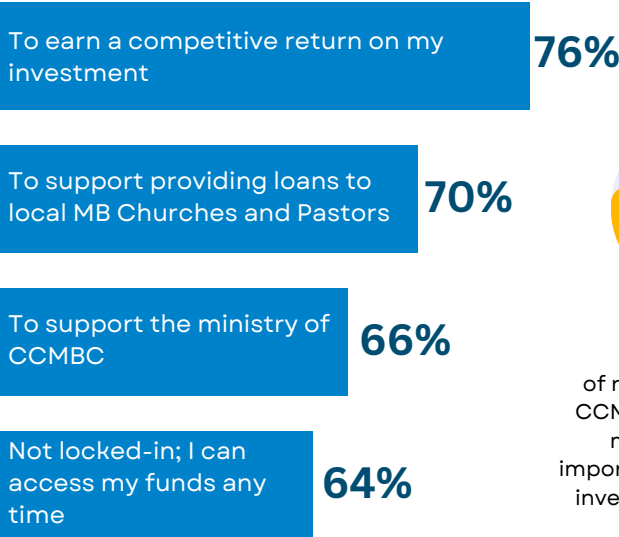 To earn a competitive return on my
investment
76%
To support providing loans to
local MB Churches and Pastors
70%
To support the ministry of
CCMBC
66%
Not locked-in; I can
access my funds any
time
64%
of